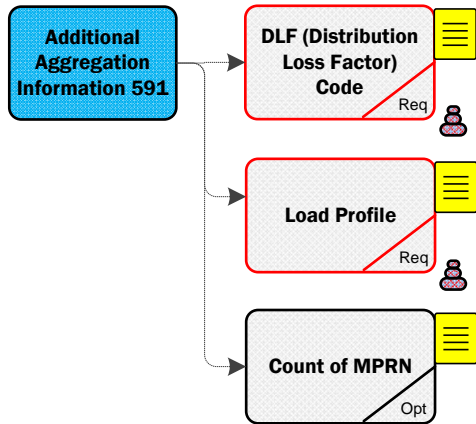 Additional
Aggregation
Information 591
DLF (Distribution
Loss Factor)
Code
Req
Load Profile
Req
Count of MPRN
Opt